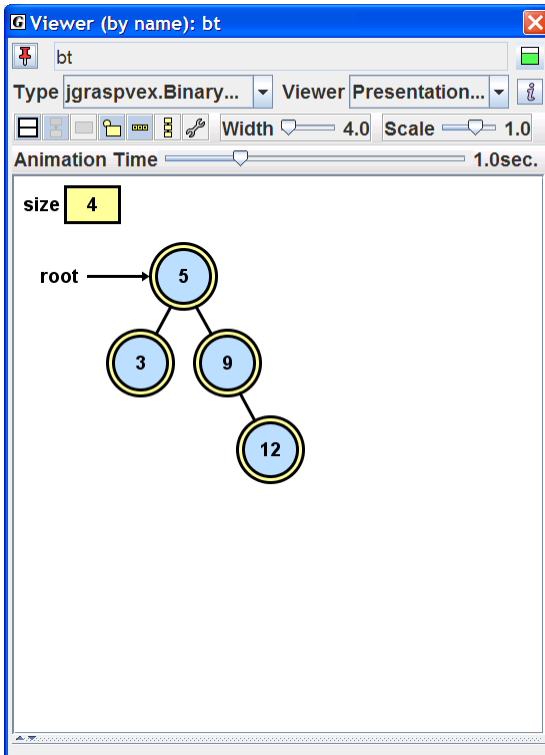 G Viewer (by name): bt
bt
Type jgraspvex.Binary... Viewer Presentation... i
Width 4.0 Scale 1.0
Animation Time 1.0sec.
size 4
root 5
3 9
12